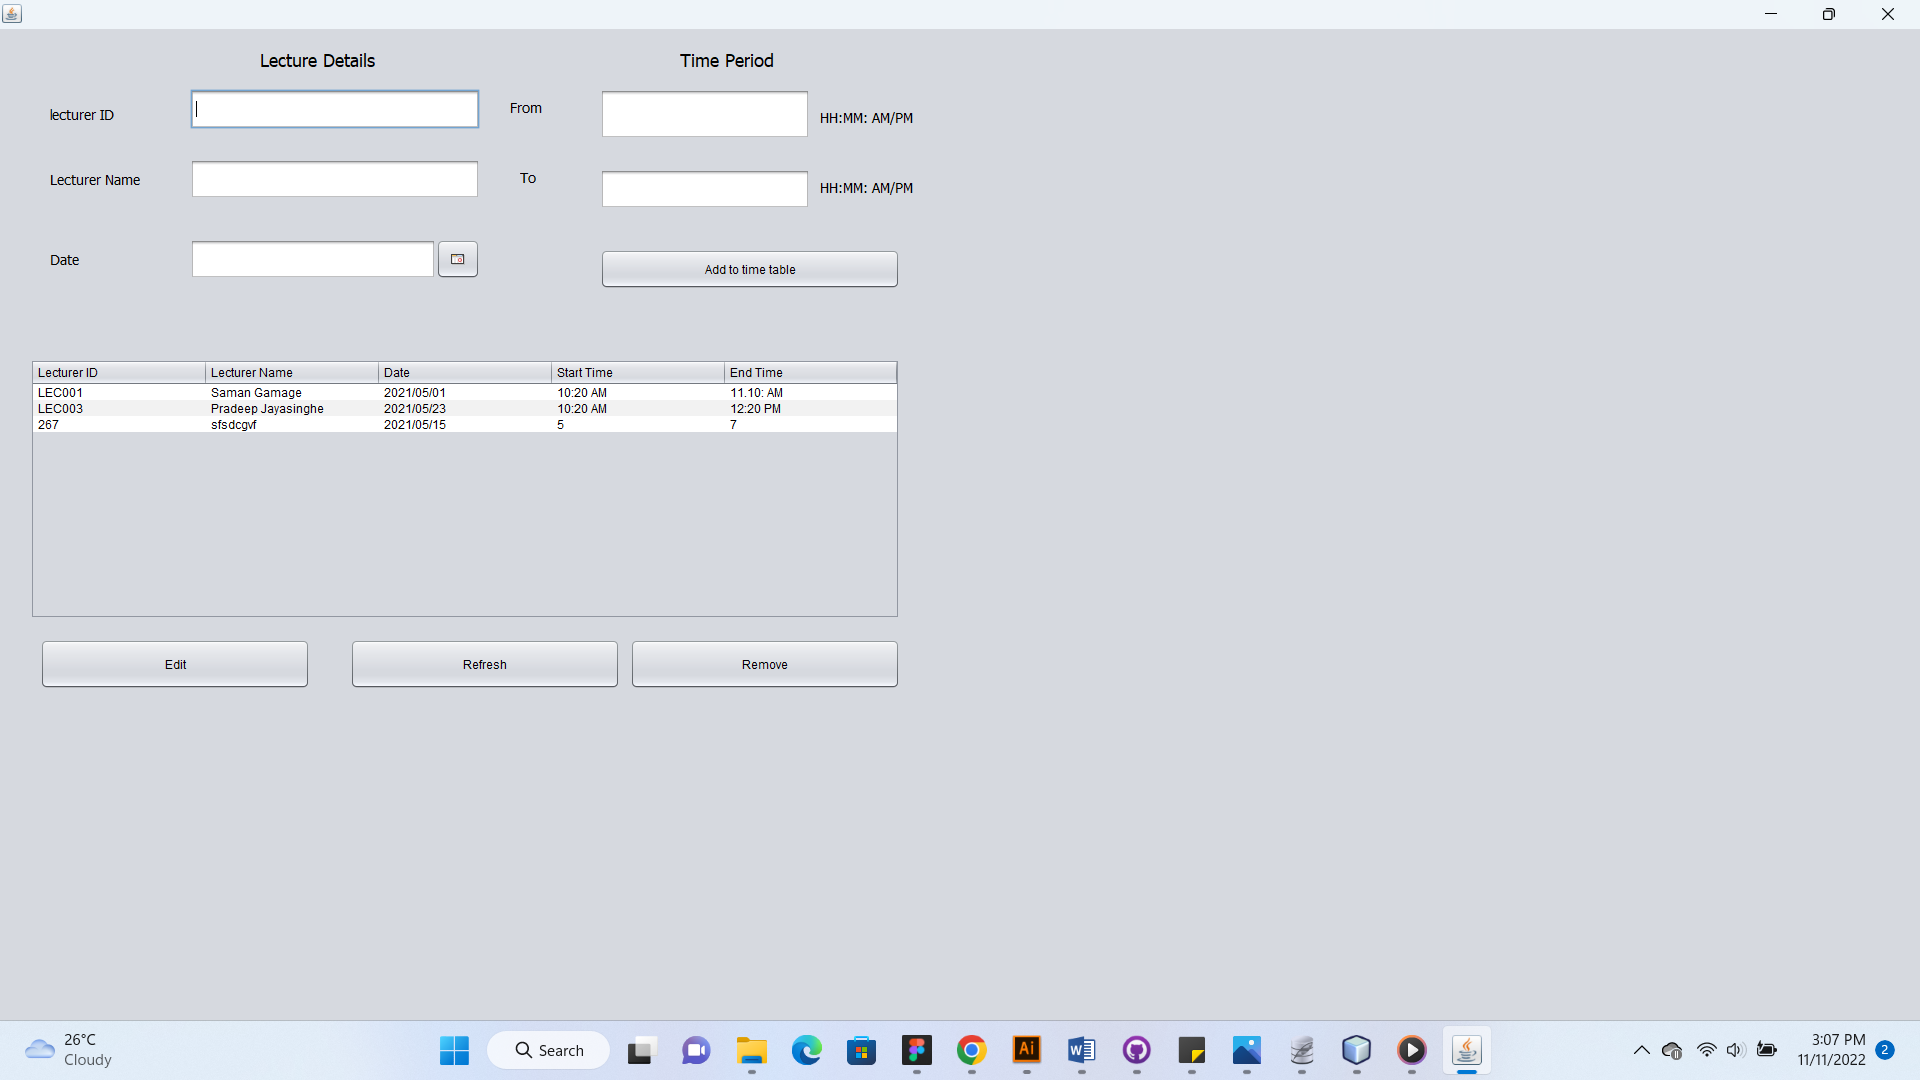 Lecture Details Time Period
lecturer ID From HH:MM: AM/PM
Lecturer Name To HH:MM: AM/PM
Date Add to time table
Lecturer ID Lecturer Name Date Start Time End Time
LEC001 Saman Gamage 2021/05/01 10:20 AM 11.10: AM
LEC003 Pradeep Jayasinghe 2021/05/23 10:20 AM 12:20 PM
267 sfsdcgvf 2021/05/15 5 7
Edit Refresh Remove
26°C
Cloudy
Search
Ai
3:07 PM
11/11/2022
2